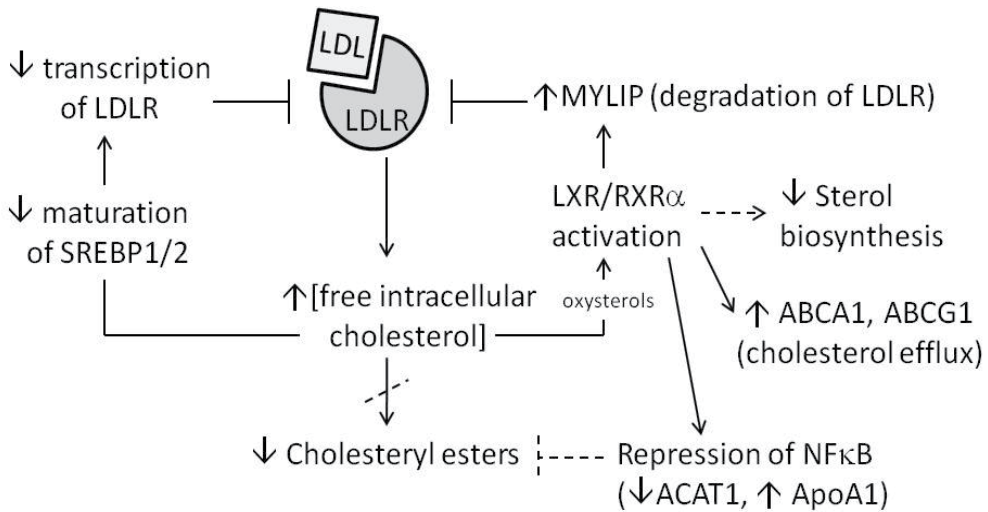 LDL
↓ transcription
of LDLR
LDLR
↑MYLIP (degradation of LDLR)
↓ maturation
of SREBP1/2
LXR/RXRα
activation
↓ Sterol
biosynthesis
↑[free intracellular
cholesterol]
oxysterols
↑ ABCA1, ABCG1
(cholesterol efflux)
↓ Cholesteryl esters
Repression of NFκB
(↓ACAT1, ↑ ApoA1)